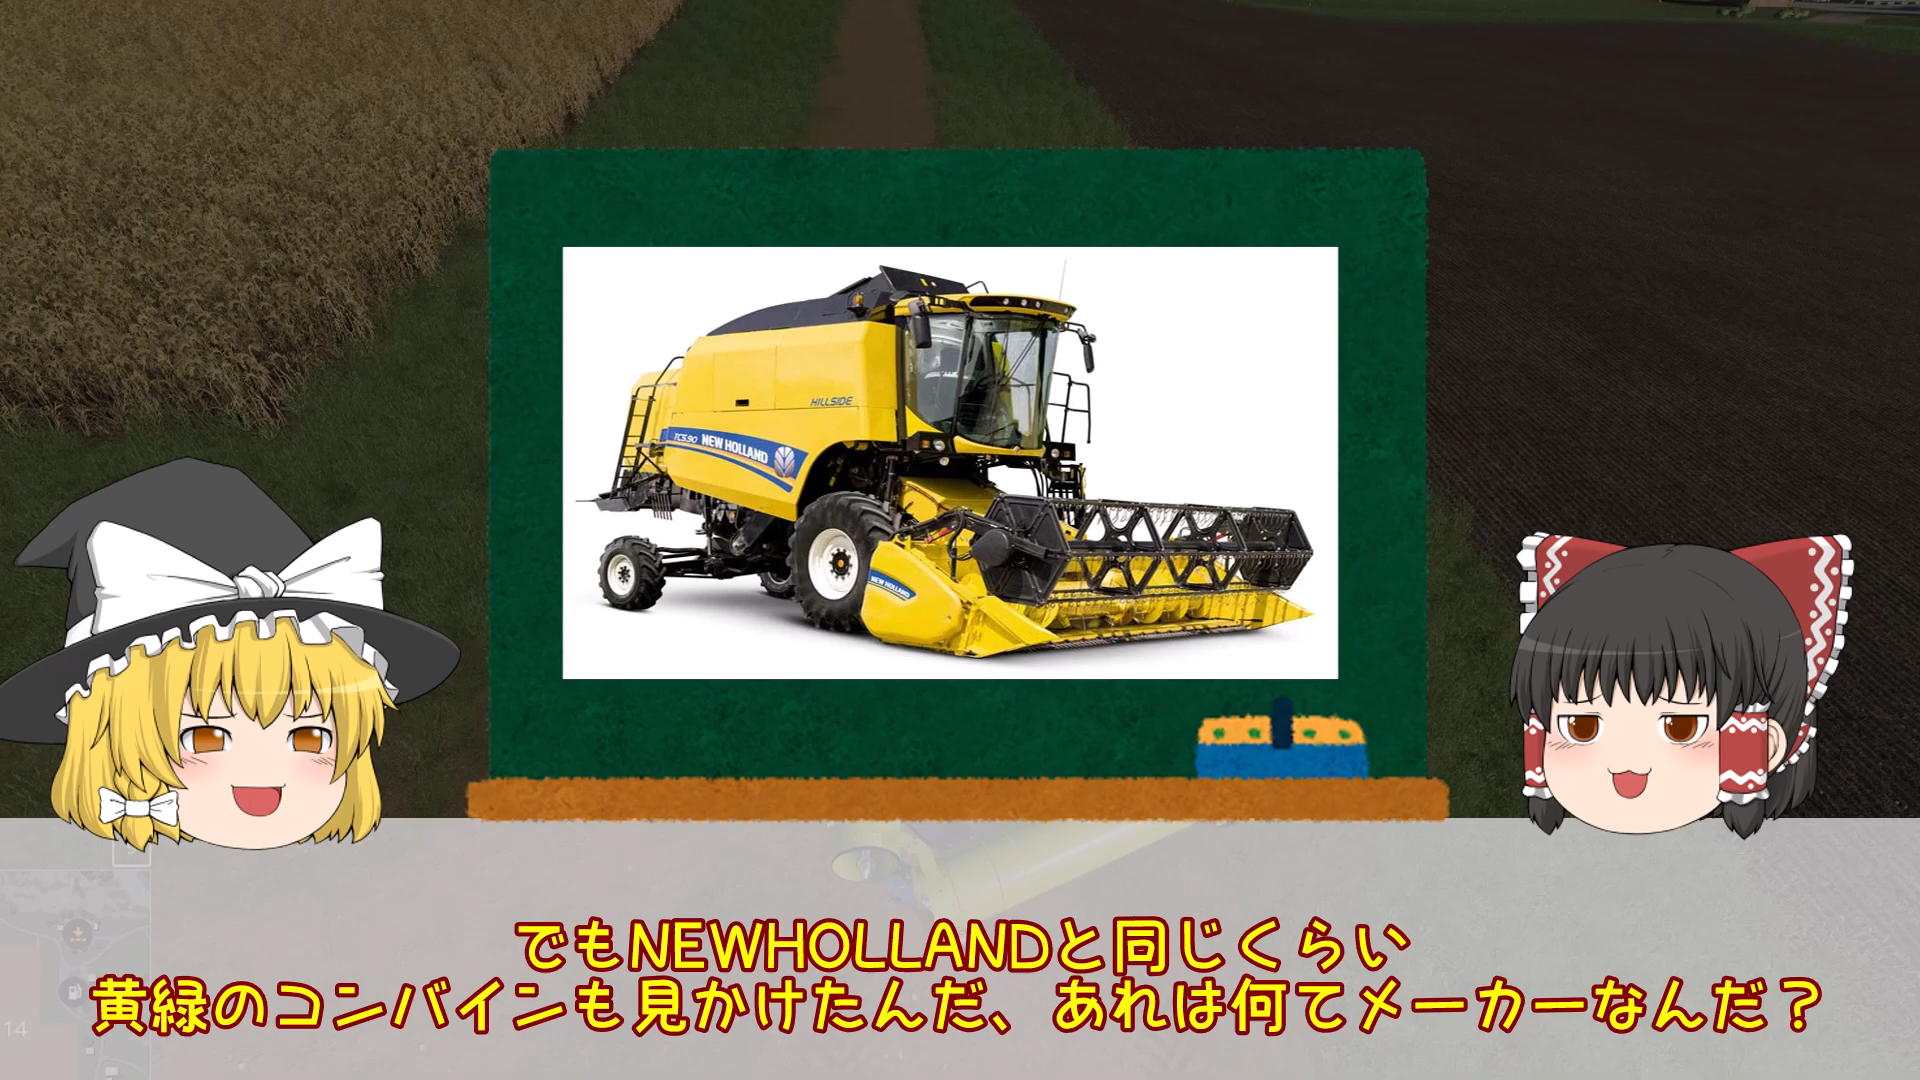 HILLSIDE
TC5.90 NEW HOLLAND
NEW HOLLAND
でもNEWHOLLANDと同じくらい
黄緑のコンバインも見かけたんだ、あれは何てメーカーなんだ？
14